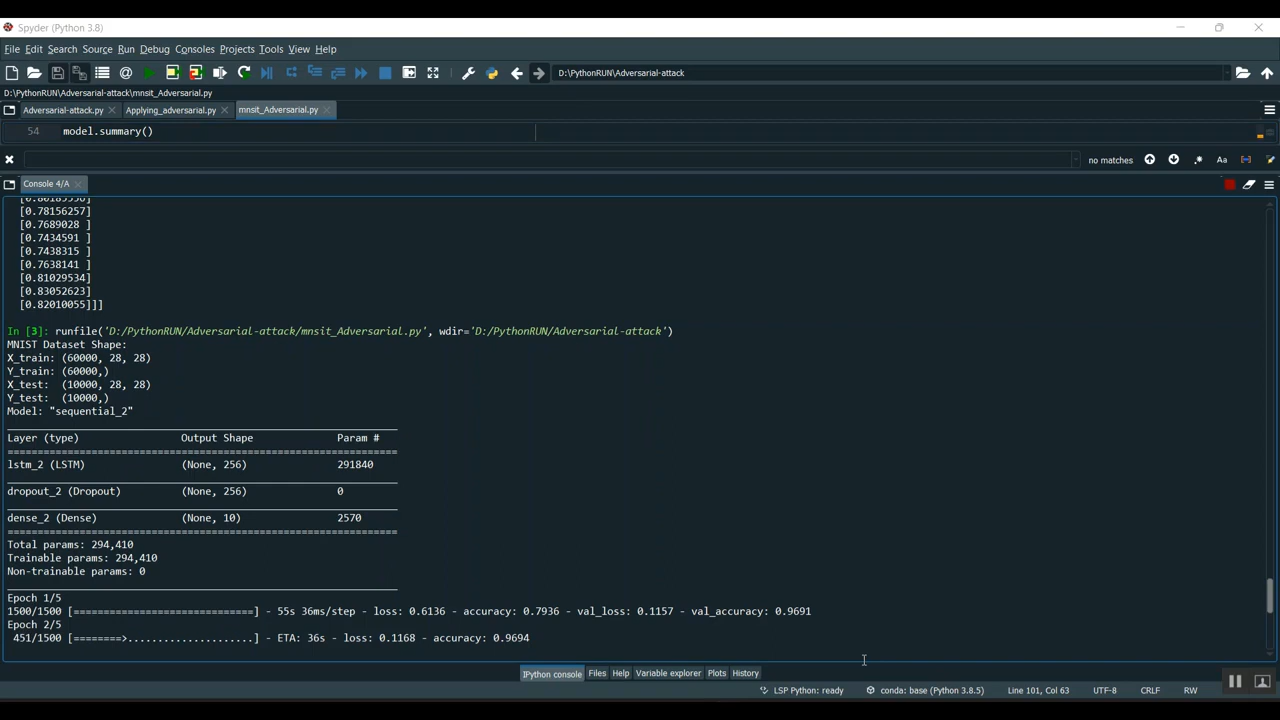 Spyder (Python 3.8)
File Edit Search Source Run Debug Consoles Projects Tools View Help
D:\PythonRUN\Adversarial-attack
D:\PythonRUN\Adversarial-attack\mnsit_Adversarial.py
Adversarial-attack.py Applying_adversarial.py mnsit_Adversarial.py
54 model.summary()
no matches .* Aa
Console 4/A
[0.78156257]
[0.7689028 ]
[0.7434591 ]
[0.7438315 ]
[0.7638141 ]
[0.81029534]
[0.83052623]
[0.82010055]]]
In [3]: runfile('D:/PythonRUN/Adversarial-attack/mnsit_Adversarial.py', wdir='D:/PythonRUN/Adversarial-attack')
MNIST Dataset Shape:
X_train: (60000, 28, 28)
Y_train: (60000,)
X_test:  (10000, 28, 28)
Y_test:  (10000,)
Model: "sequential_2"
Layer (type) Output Shape Param #
=================================================================
lstm_2 (LSTM) (None, 256) 291840
dropout_2 (Dropout) (None, 256) 0
dense_2 (Dense) (None, 10) 2570
=================================================================
Total params: 294,410
Trainable params: 294,410
Non-trainable params: 0
Epoch 1/5
1500/1500 [==============================] - 55s 36ms/step - loss: 0.6136 - accuracy: 0.7936 - val_loss: 0.1157 - val_accuracy: 0.9691
Epoch 2/5
451/1500 [========>.....................] - ETA: 36s - loss: 0.1168 - accuracy: 0.9694
IPython console Files Help Variable explorer Plots History
LSP Python: ready conda: base (Python 3.8.5) Line 101, Col 63 UTF-8 CRLF RW